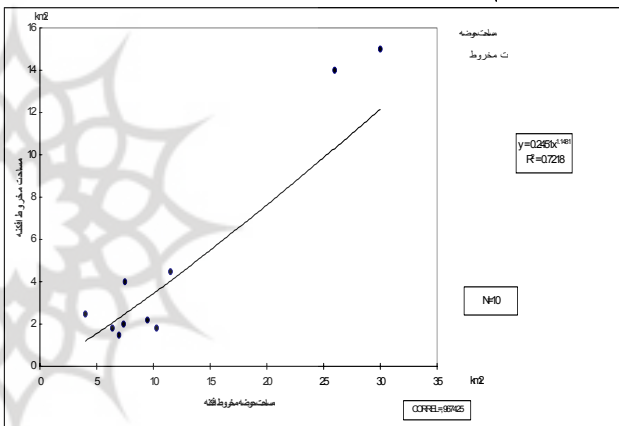 km2
16
14
12
10
8
6
4
2
0
0 5 10 15 20 25 30 35
km2
مساحت مخروط افکنه
مساحت حوضه مخروط افکنه
مساحت حوضه
ت مخروط
y = 0.2451x^1.1481
R² = 0.7218
N=10
CORREL=,967425